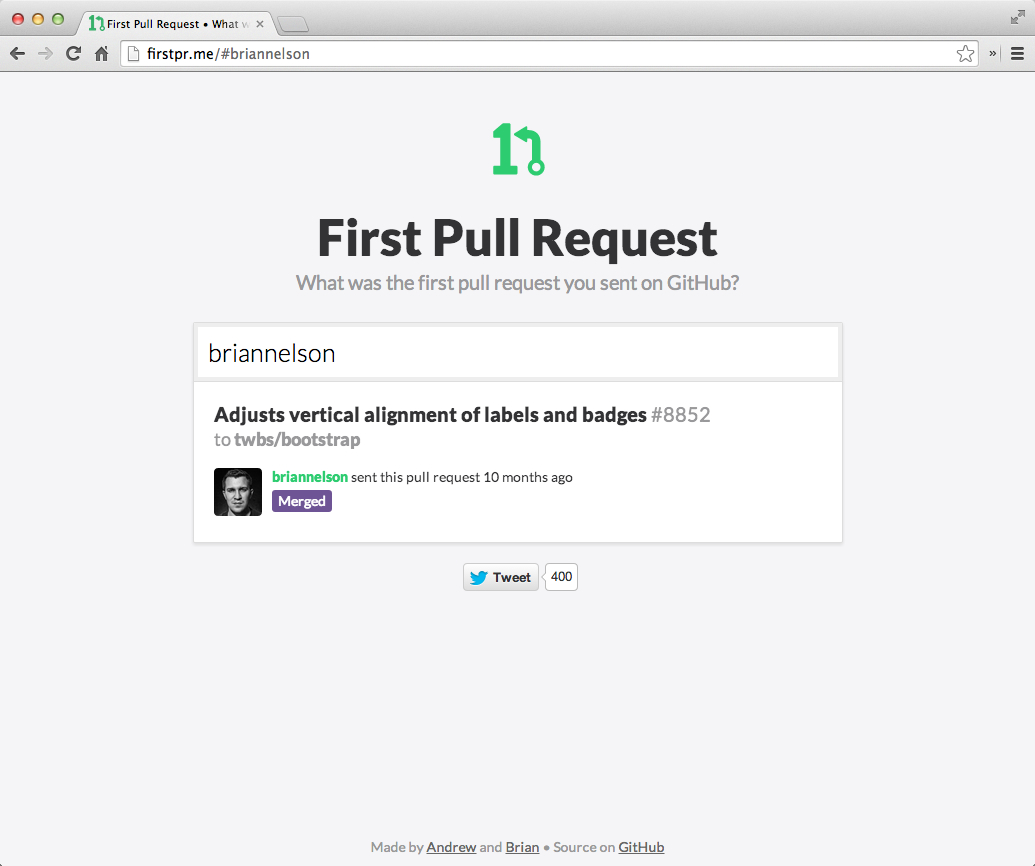 First Pull Request • What w
firstpr.me/#briannelson
»
First Pull Request
What was the first pull request you sent on GitHub?
briannelson
Adjusts vertical alignment of labels and badges #8852
to twbs/bootstrap
briannelson sent this pull request 10 months ago
Merged
Tweet 400
Made by Andrew and Brian • Source on GitHub